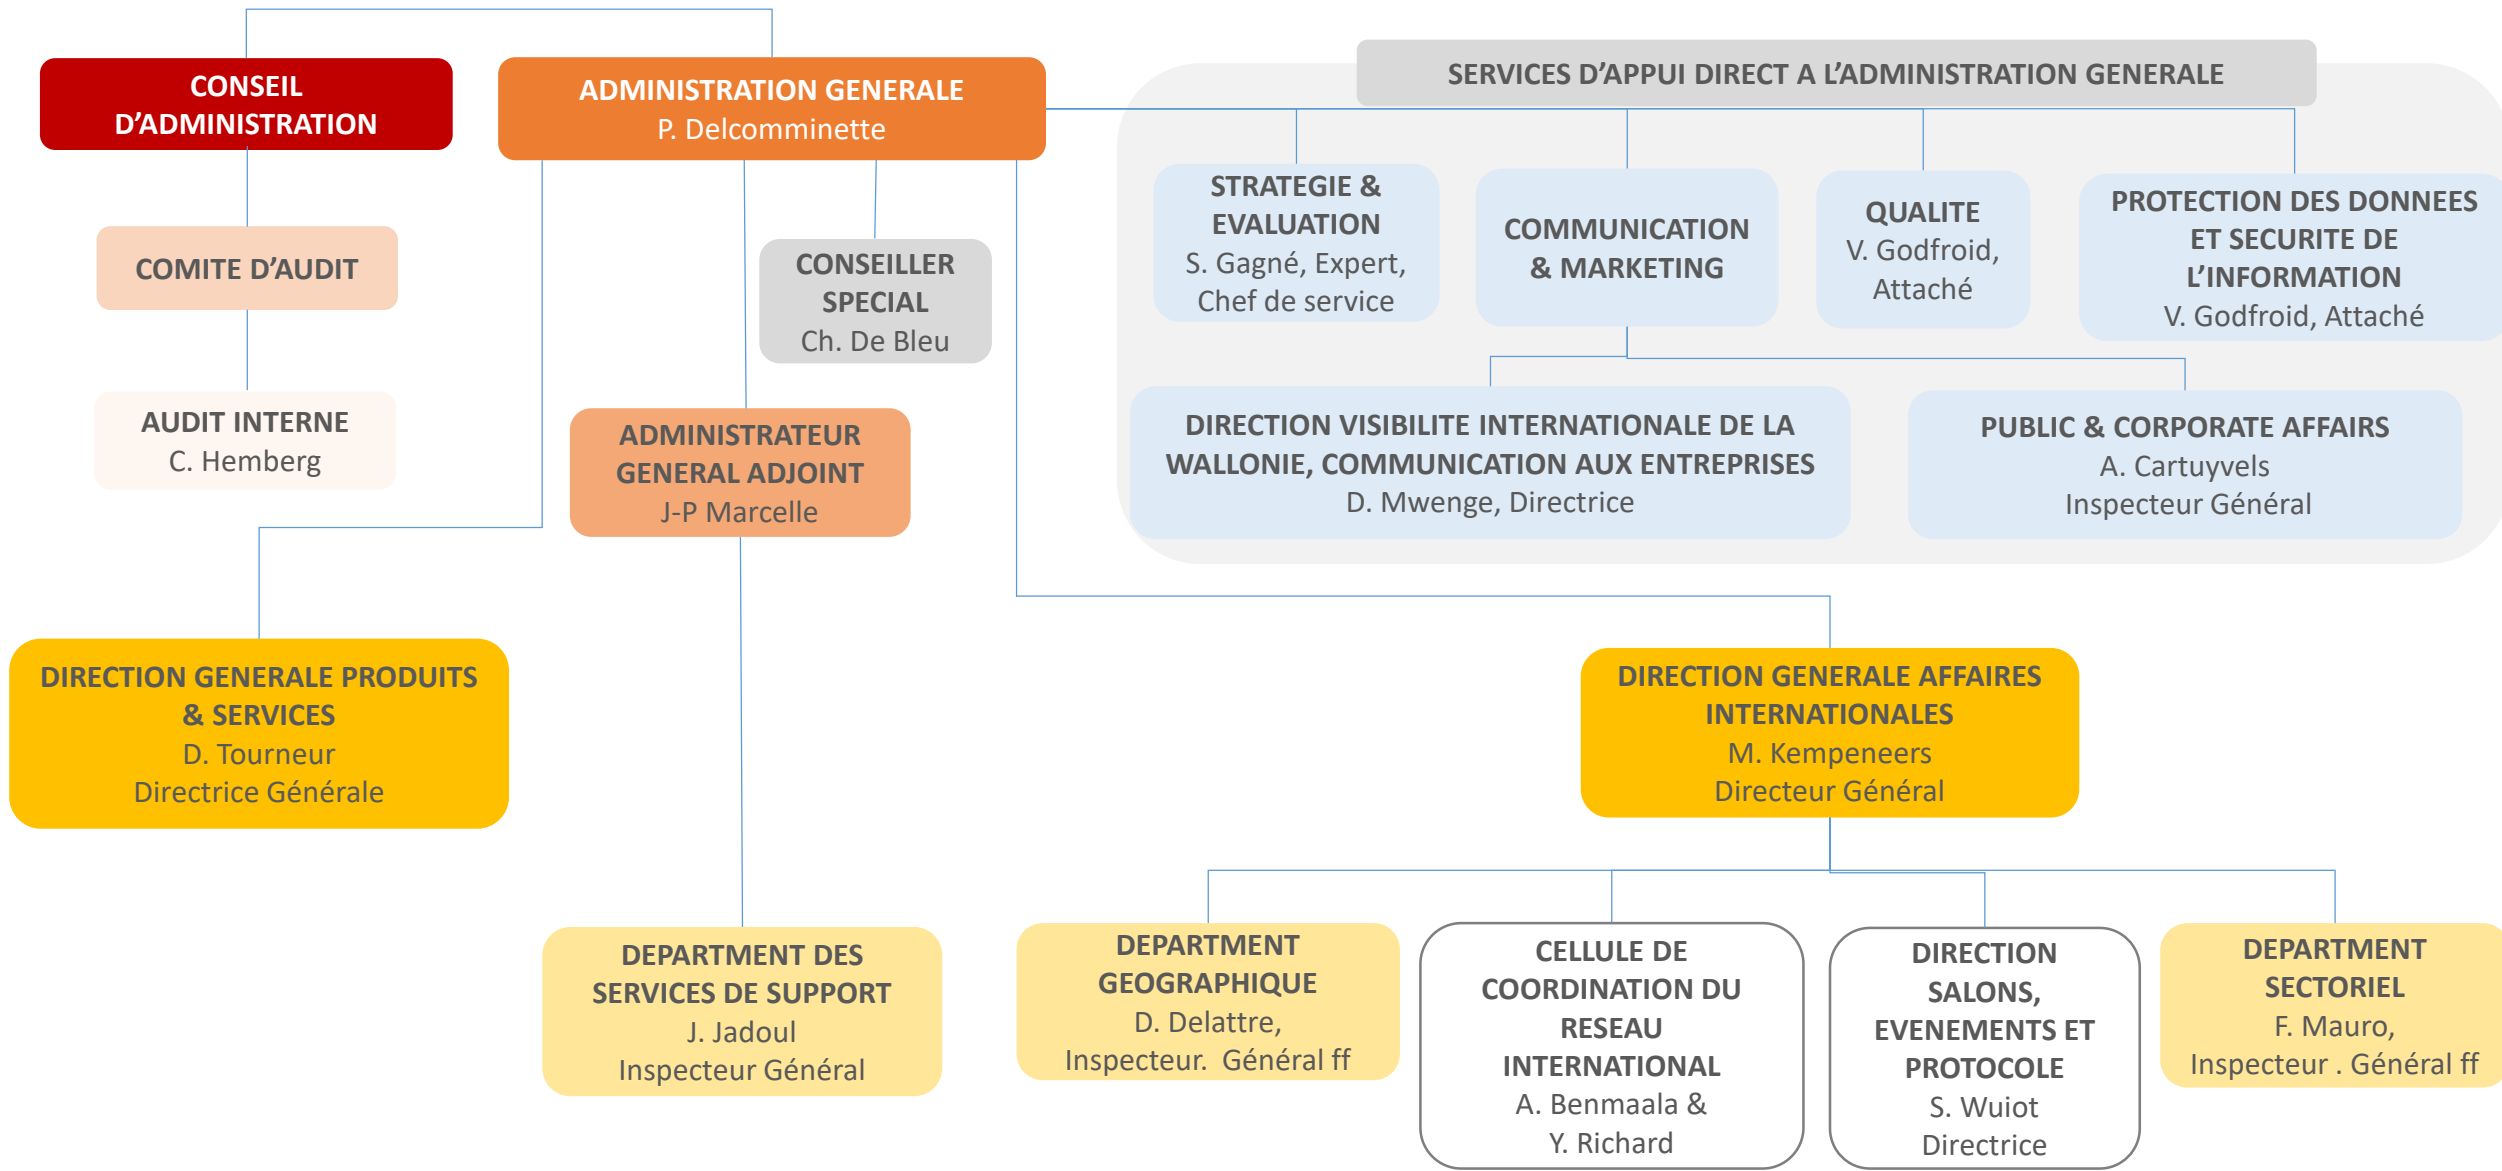 CONSEIL
D’ADMINISTRATION
ADMINISTRATION GENERALE
P. Delcomminette
SERVICES D’APPUI DIRECT A L’ADMINISTRATION GENERALE
STRATEGIE &
EVALUATION
S. Gagné, Expert,
Chef de service
COMMUNICATION
& MARKETING
QUALITE
V. Godfroid,
Attaché
PROTECTION DES DONNEES
ET SECURITE DE
L’INFORMATION
V. Godfroid, Attaché
COMITE D’AUDIT
CONSEILLER
SPECIAL
Ch. De Bleu
AUDIT INTERNE
C. Hemberg
ADMINISTRATEUR
GENERAL ADJOINT
J-P Marcelle
DIRECTION VISIBILITE INTERNATIONALE DE LA
WALLONIE, COMMUNICATION AUX ENTREPRISES
D. Mwenge, Directrice
PUBLIC & CORPORATE AFFAIRS
A. Cartuyvels
Inspecteur Général
DIRECTION GENERALE PRODUITS
& SERVICES
D. Tourneur
Directrice Générale
DIRECTION GENERALE AFFAIRES
INTERNATIONALES
M. Kempeneers
Directeur Général
DEPARTMENT DES
SERVICES DE SUPPORT
J. Jadoul
Inspecteur Général
DEPARTMENT
GEOGRAPHIQUE
D. Delattre,
Inspecteur.  Général ff
CELLULE DE
COORDINATION DU
RESEAU
INTERNATIONAL
A. Benmaala &
Y. Richard
DIRECTION
SALONS,
EVENEMENTS ET
PROTOCOLE
S. Wuiot
Directrice
DEPARTMENT
SECTORIEL
F. Mauro,
Inspecteur . Général ff